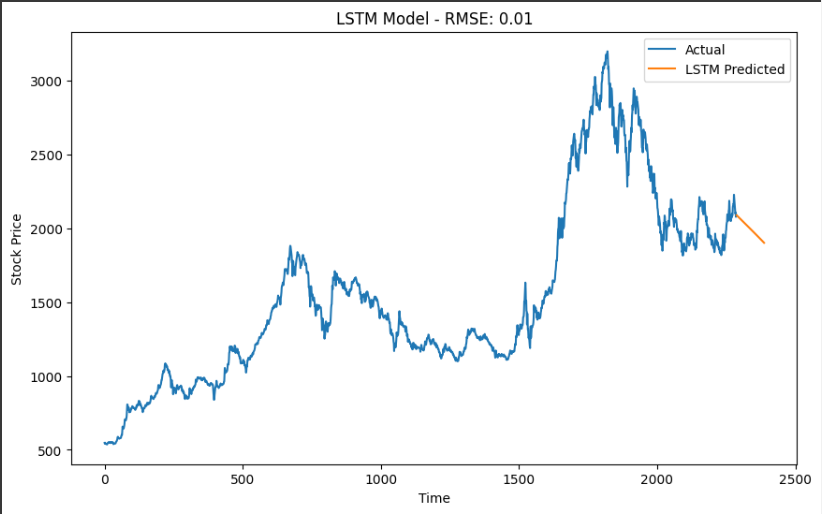 LSTM Model - RMSE: 0.01
Actual
LSTM Predicted
Stock Price
3000
2500
2000
1500
1000
500
0 500 1000 1500 2000 2500
Time